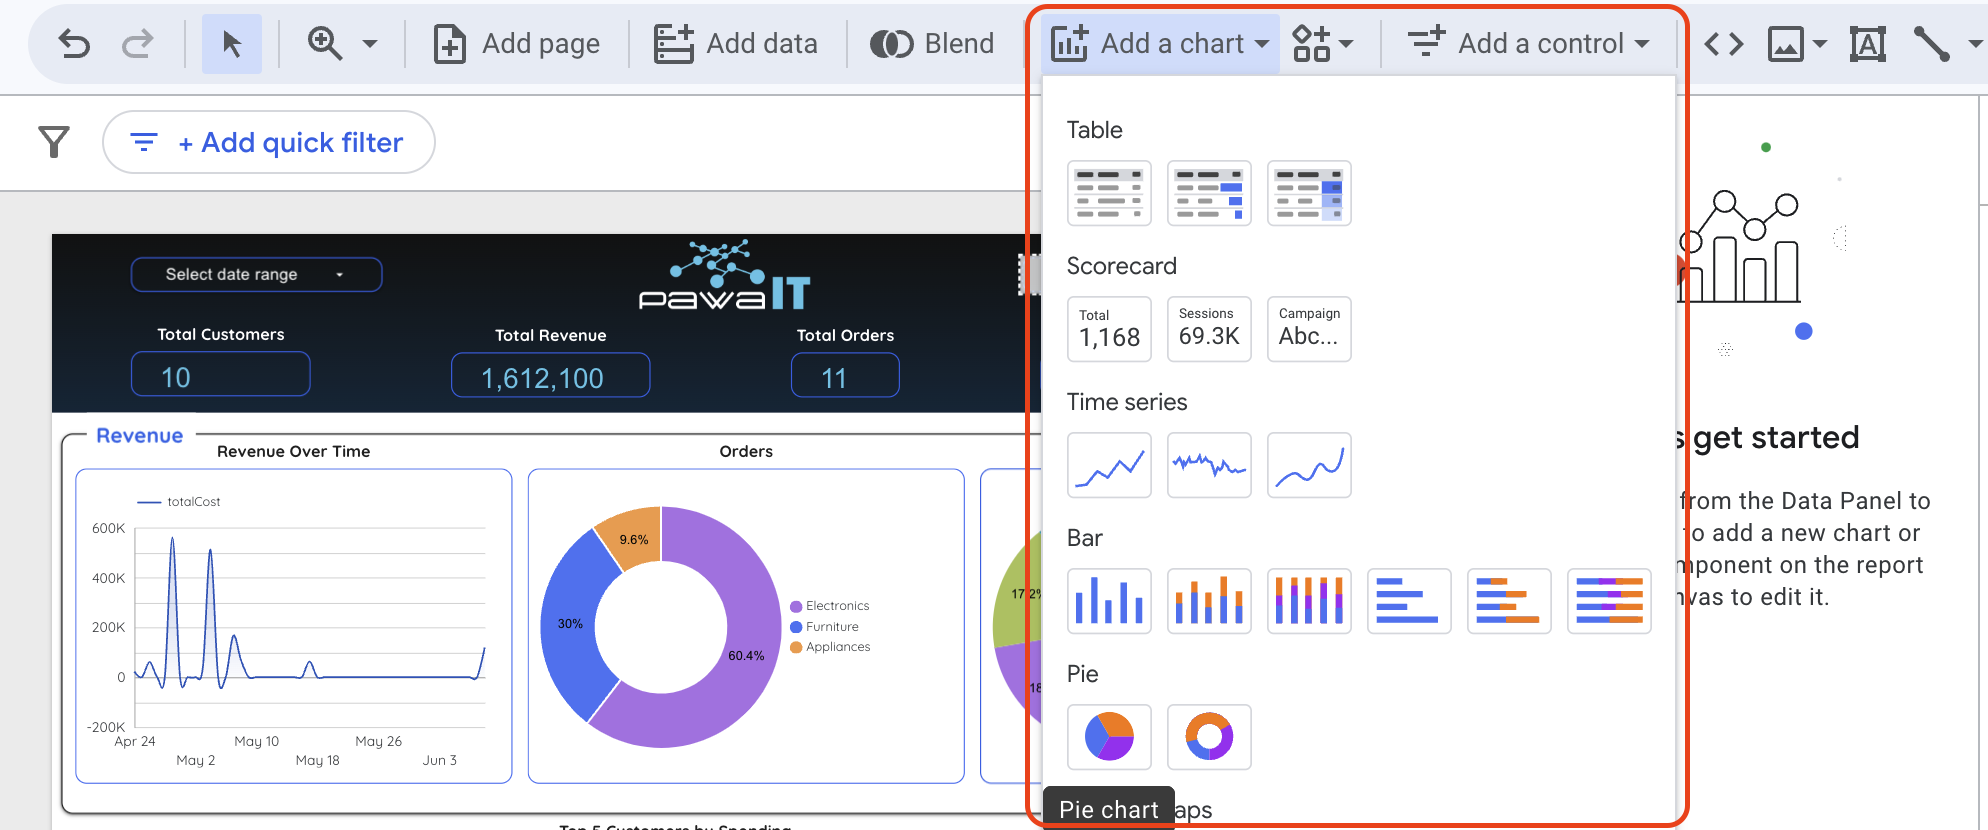 Add page
Add data
Blend
Add a chart
Add a control
+ Add quick filter
Select date range
pawa IT
Total Customers
10
Total Revenue
1,612,100
Total Orders
11
Revenue
Revenue Over Time
totalCost
600K
400K
200K
0
-200K
Apr 24
May 2
May 10
May 18
May 26
Jun 3
Orders
9.6%
30%
60.4%
Electronics
Furniture
Appliances
17.2%
18
Table
Scorecard
Total
1,168
Sessions
69.3K
Campaign
Abc...
Time series
Bar
Pie
Pie chart
aps
s get started
from the Data Panel to
to add a new chart or
mponent on the report
nvas to edit it.
Top 5 Customers by Spending